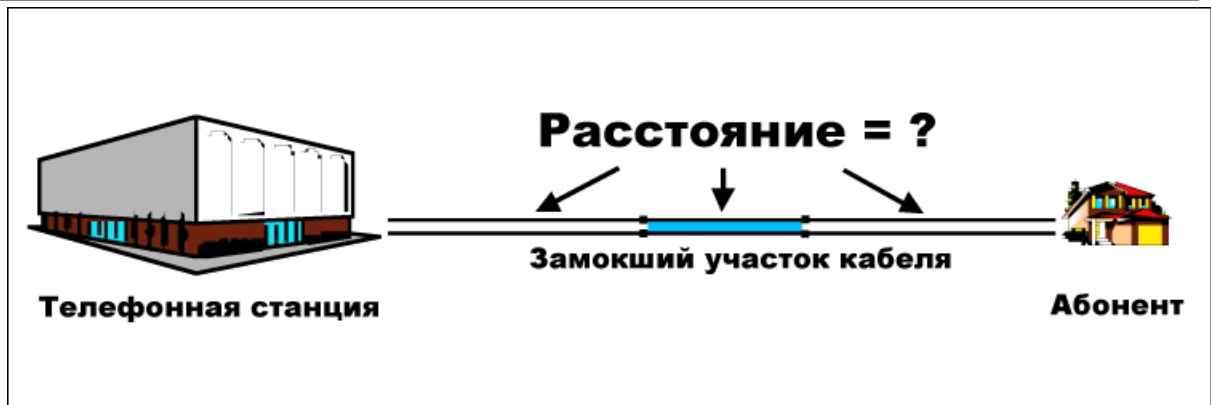 Расстояние = ?
Замокший участок кабеля
Телефонная станция
Абонент